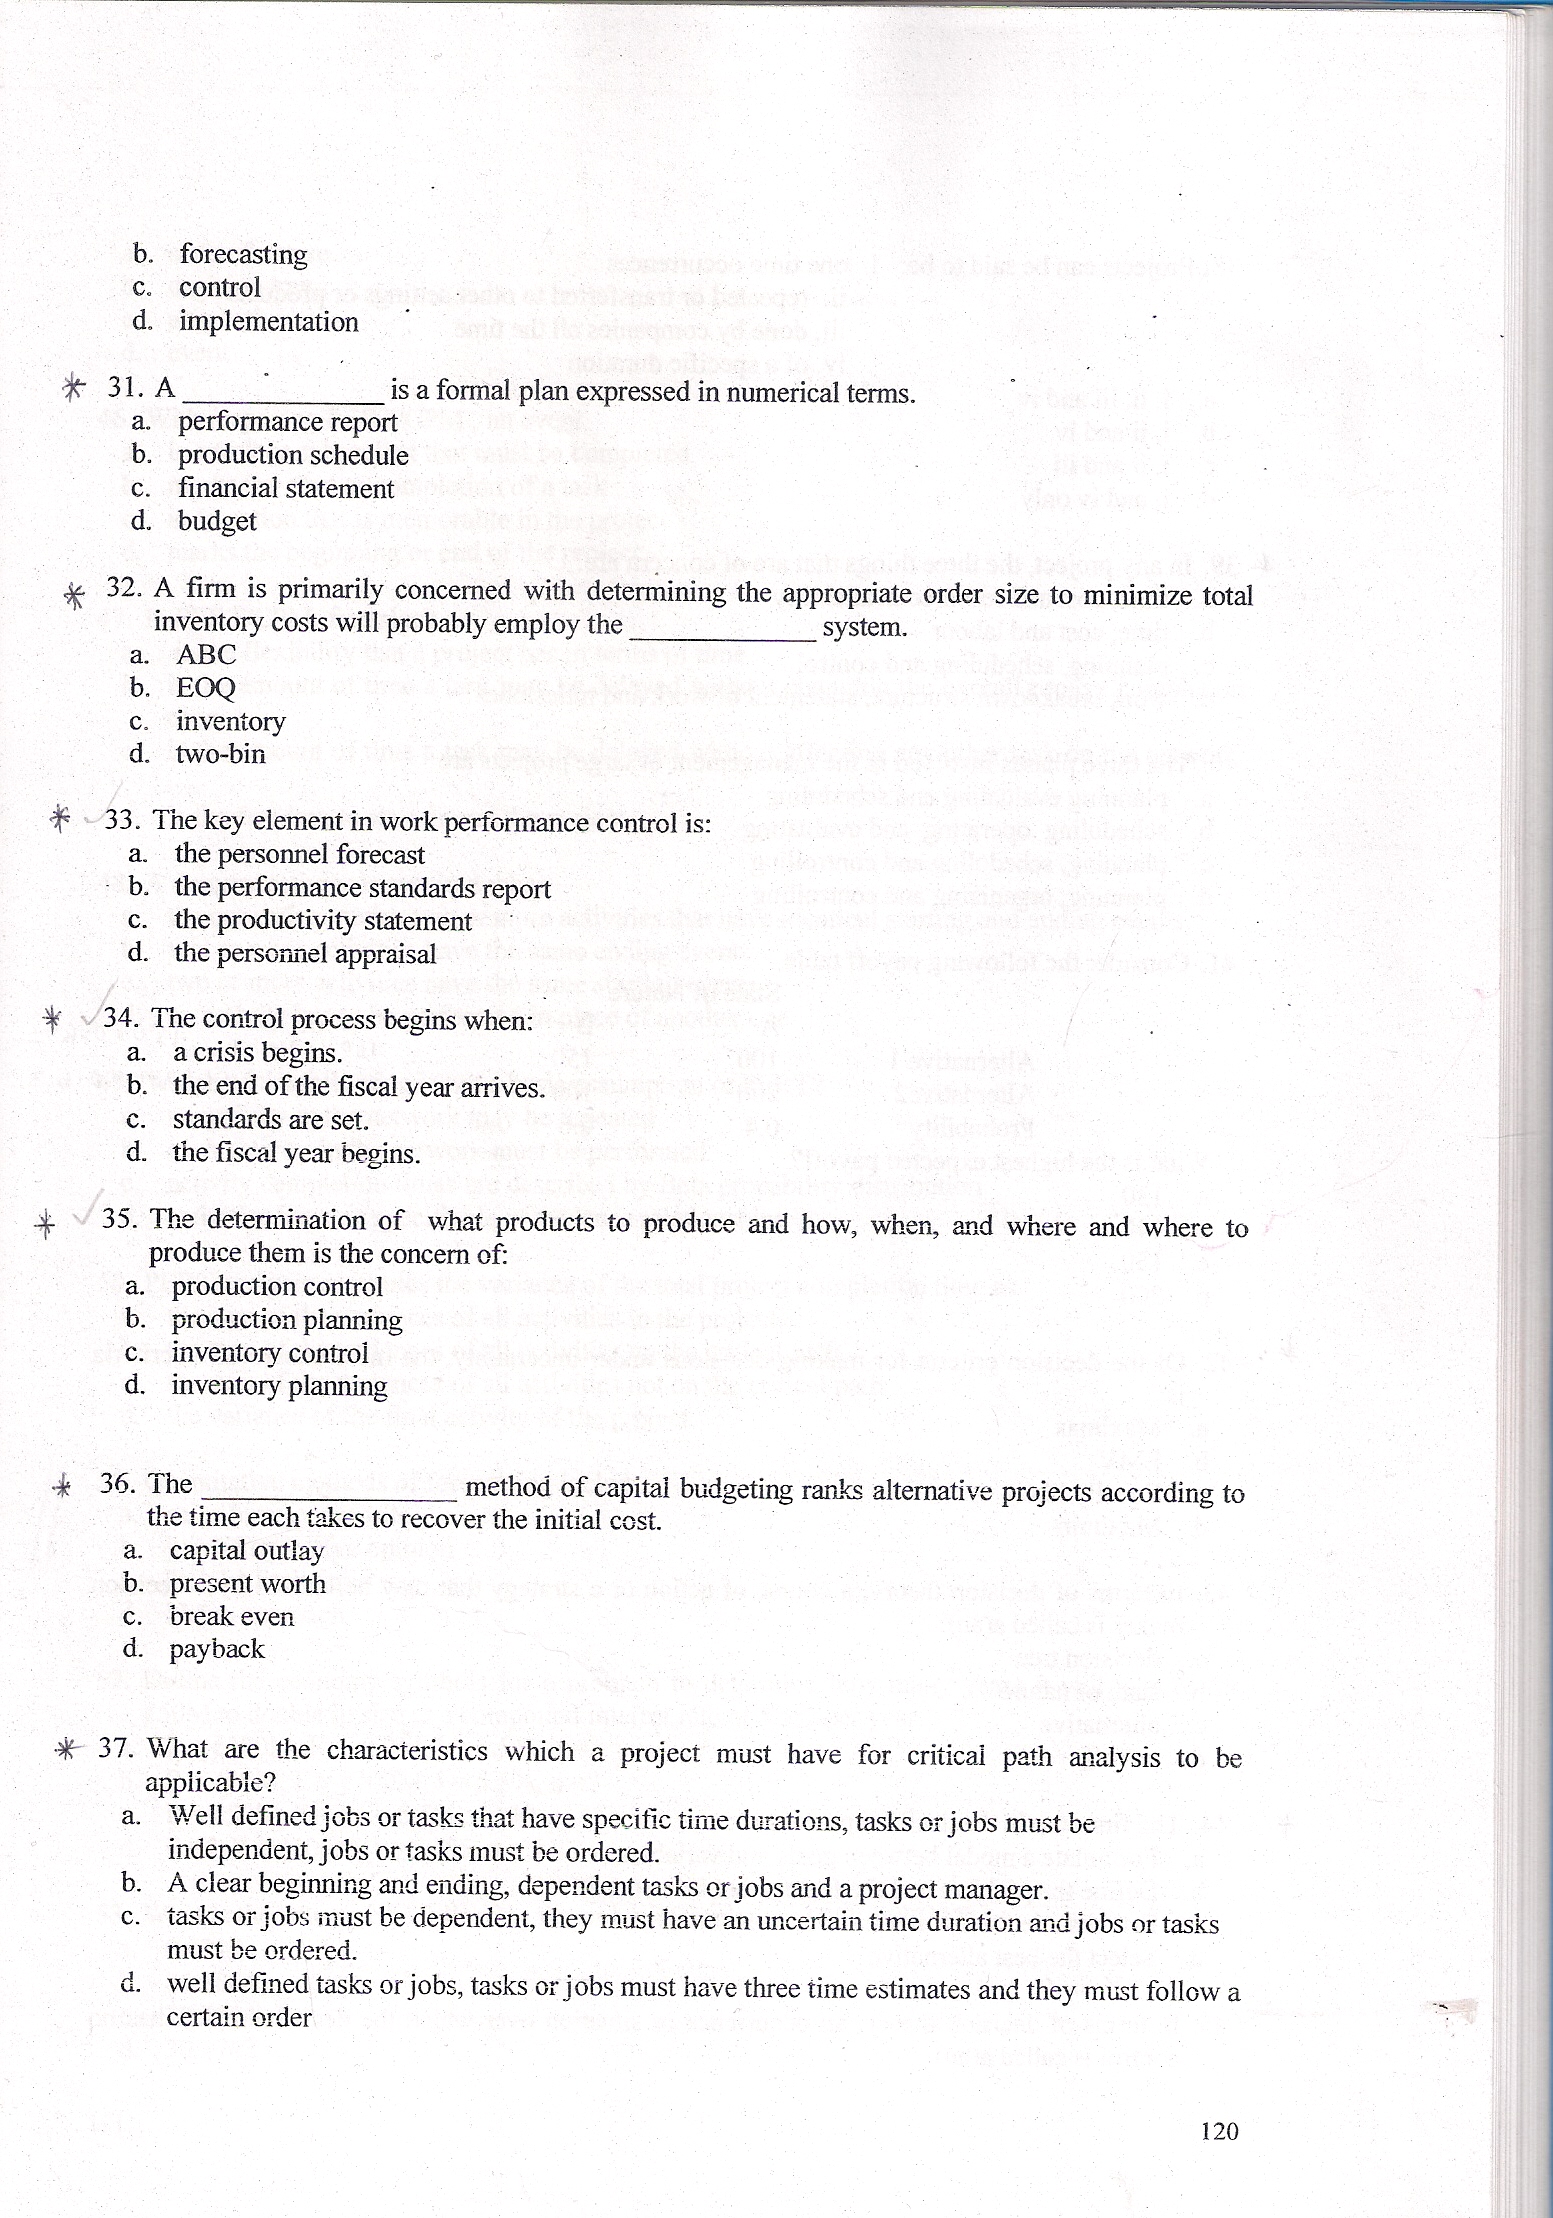 b. forecasting
c. control
d. implementation
* 31. A ______________ is a formal plan expressed in numerical terms.
a. performance report
b. production schedule
c. financial statement
d. budget
* 32. A firm is primarily concerned with determining the appropriate order size to minimize total
inventory costs will probably employ the _____________ system.
a. ABC
b. EOQ
c. inventory
d. two-bin
* ✓ 33. The key element in work performance control is:
a. the personnel forecast
b. the performance standards report
c. the productivity statement
d. the personnel appraisal
* ✓ 34. The control process begins when:
a. a crisis begins.
b. the end of the fiscal year arrives.
c. standards are set.
d. the fiscal year begins.
* ✓ 35. The determination of what products to produce and how, when, and where and where to
produce them is the concern of:
a. production control
b. production planning
c. inventory control
d. inventory planning
* 36. The __________________ method of capital budgeting ranks alternative projects according to
the time each takes to recover the initial cost.
a. capital outlay
b. present worth
c. break even
d. payback
* 37. What are the characteristics which a project must have for critical path analysis to be
applicable?
a. Well defined jobs or tasks that have specific time durations, tasks or jobs must be
independent, jobs or tasks must be ordered.
b. A clear beginning and ending, dependent tasks or jobs and a project manager.
c. tasks or jobs must be dependent, they must have an uncertain time duration and jobs or tasks
must be ordered.
d. well defined tasks or jobs, tasks or jobs must have three time estimates and they must follow a
certain order
120